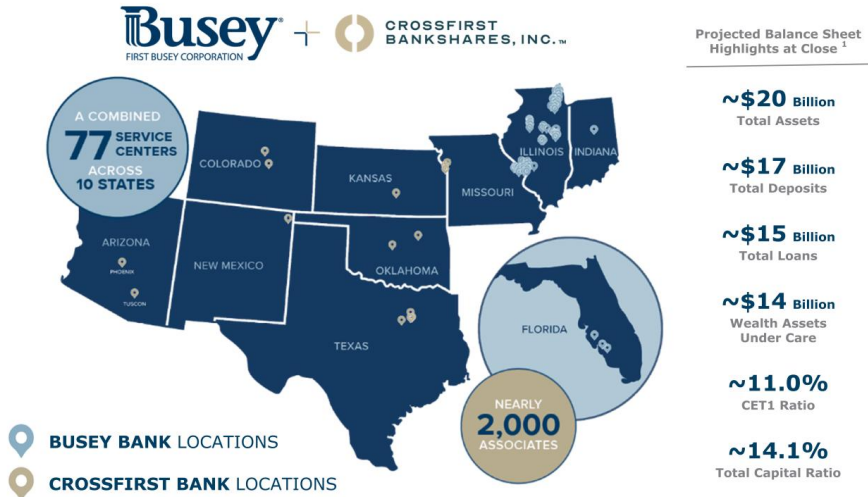 Busey®
FIRST BUSEY CORPORATION
+
CROSSFIRST
BANKSHARES, INC.™
Projected Balance Sheet
Highlights at Close 1
~$20 Billion
Total Assets
~$17 Billion
Total Deposits
~$15 Billion
Total Loans
~$14 Billion
Wealth Assets
Under Care
~11.0%
CET1 Ratio
~14.1%
Total Capital Ratio
A COMBINED
77 SERVICE
CENTERS
ACROSS
10 STATES
COLORADO
KANSAS
MISSOURI
ILLINOIS
INDIANA
ARIZONA
PHOENIX
TUSCON
NEW MEXICO
OKLAHOMA
TEXAS
FLORIDA
NEARLY
2,000
ASSOCIATES
BUSEY BANK LOCATIONS
CROSSFIRST BANK LOCATIONS